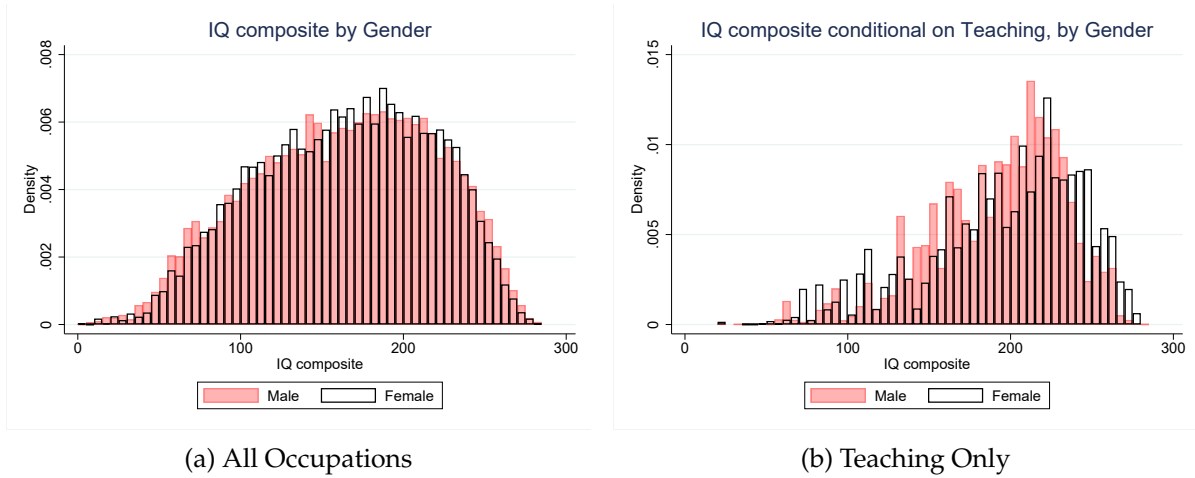 IQ composite by Gender
.008
.006
.004
.002
0
Density
0 100 200 300
IQ composite
Male Female
(a) All Occupations
IQ composite conditional on Teaching, by Gender
.015
.01
.005
0
Density
0 100 200 300
IQ composite
Male Female
(b) Teaching Only